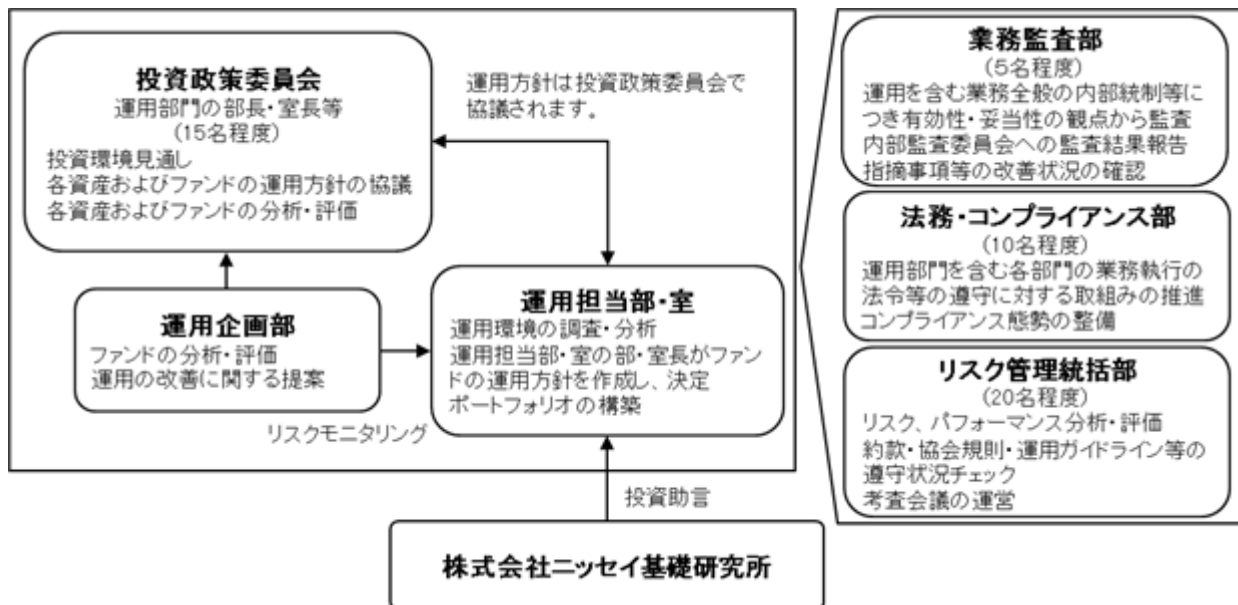 投資政策委員会
運用部門の部長・室長等
(15名程度)
投資環境見通し
各資産およびファンドの運用方針の協議
各資産およびファンドの分析・評価
運用方針は投資政策委員会で
協議されます。
運用企画部
ファンドの分析・評価
運用の改善に関する提案
リスクモニタリング
運用担当部・室
運用環境の調査・分析
運用担当部・室の部・室長がファン
ドの運用方針を作成し、決定
ポートフォリオの構築
投資助言
株式会社ニッセイ基礎研究所
業務監査部
(5名程度)
運用を含む業務全般の内部統制等に
つき有効性・妥当性の観点から監査
内部監査委員会への監査結果報告
指摘事項等の改善状況の確認
法務・コンプライアンス部
(10名程度)
運用部門を含む各部門の業務執行の
法令等の遵守に対する取組みの推進
コンプライアンス態勢の整備
リスク管理統括部
(20名程度)
リスク、パフォーマンス分析・評価
約款・協会規則・運用ガイドライン等の
遵守状況チェック
考査会議の運営